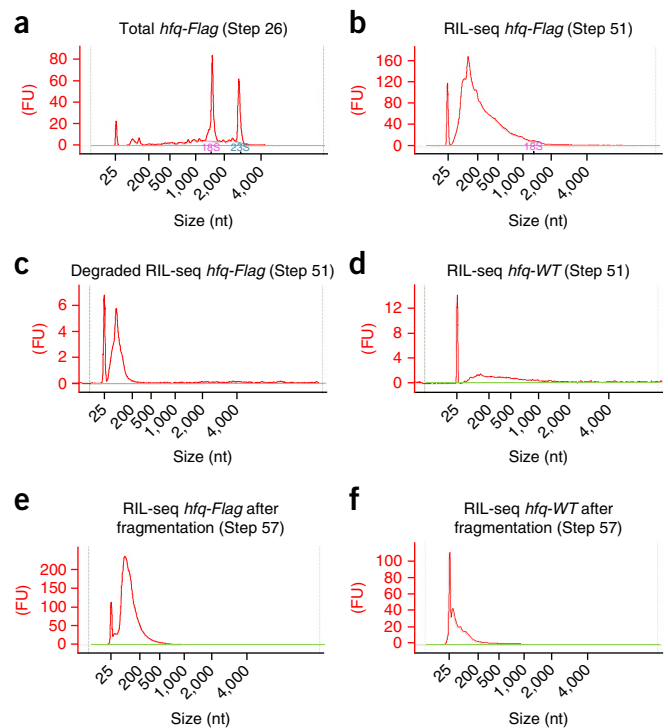 a
Total hfq-Flag (Step 26)
80
60
40
20
0
(FU)
18S
23S
25
200
500
1,000
2,000
4,000
Size (nt)
b
RIL-seq hfq-Flag (Step 51)
160
120
80
40
0
(FU)
18S
25
200
500
1,000
2,000
4,000
Size (nt)
c
Degraded RIL-seq hfq-Flag (Step 51)
6
4
2
0
(FU)
25
200
500
1,000
2,000
4,000
Size (nt)
d
RIL-seq hfq-WT (Step 51)
12
8
4
0
(FU)
25
200
500
1,000
2,000
4,000
Size (nt)
e
RIL-seq hfq-Flag after
fragmentation (Step 57)
200
150
100
50
0
(FU)
25
200
500
1,000
2,000
4,000
Size (nt)
f
RIL-seq hfq-WT after
fragmentation (Step 57)
100
80
60
40
20
0
(FU)
25
200
500
1,000
2,000
4,000
Size (nt)